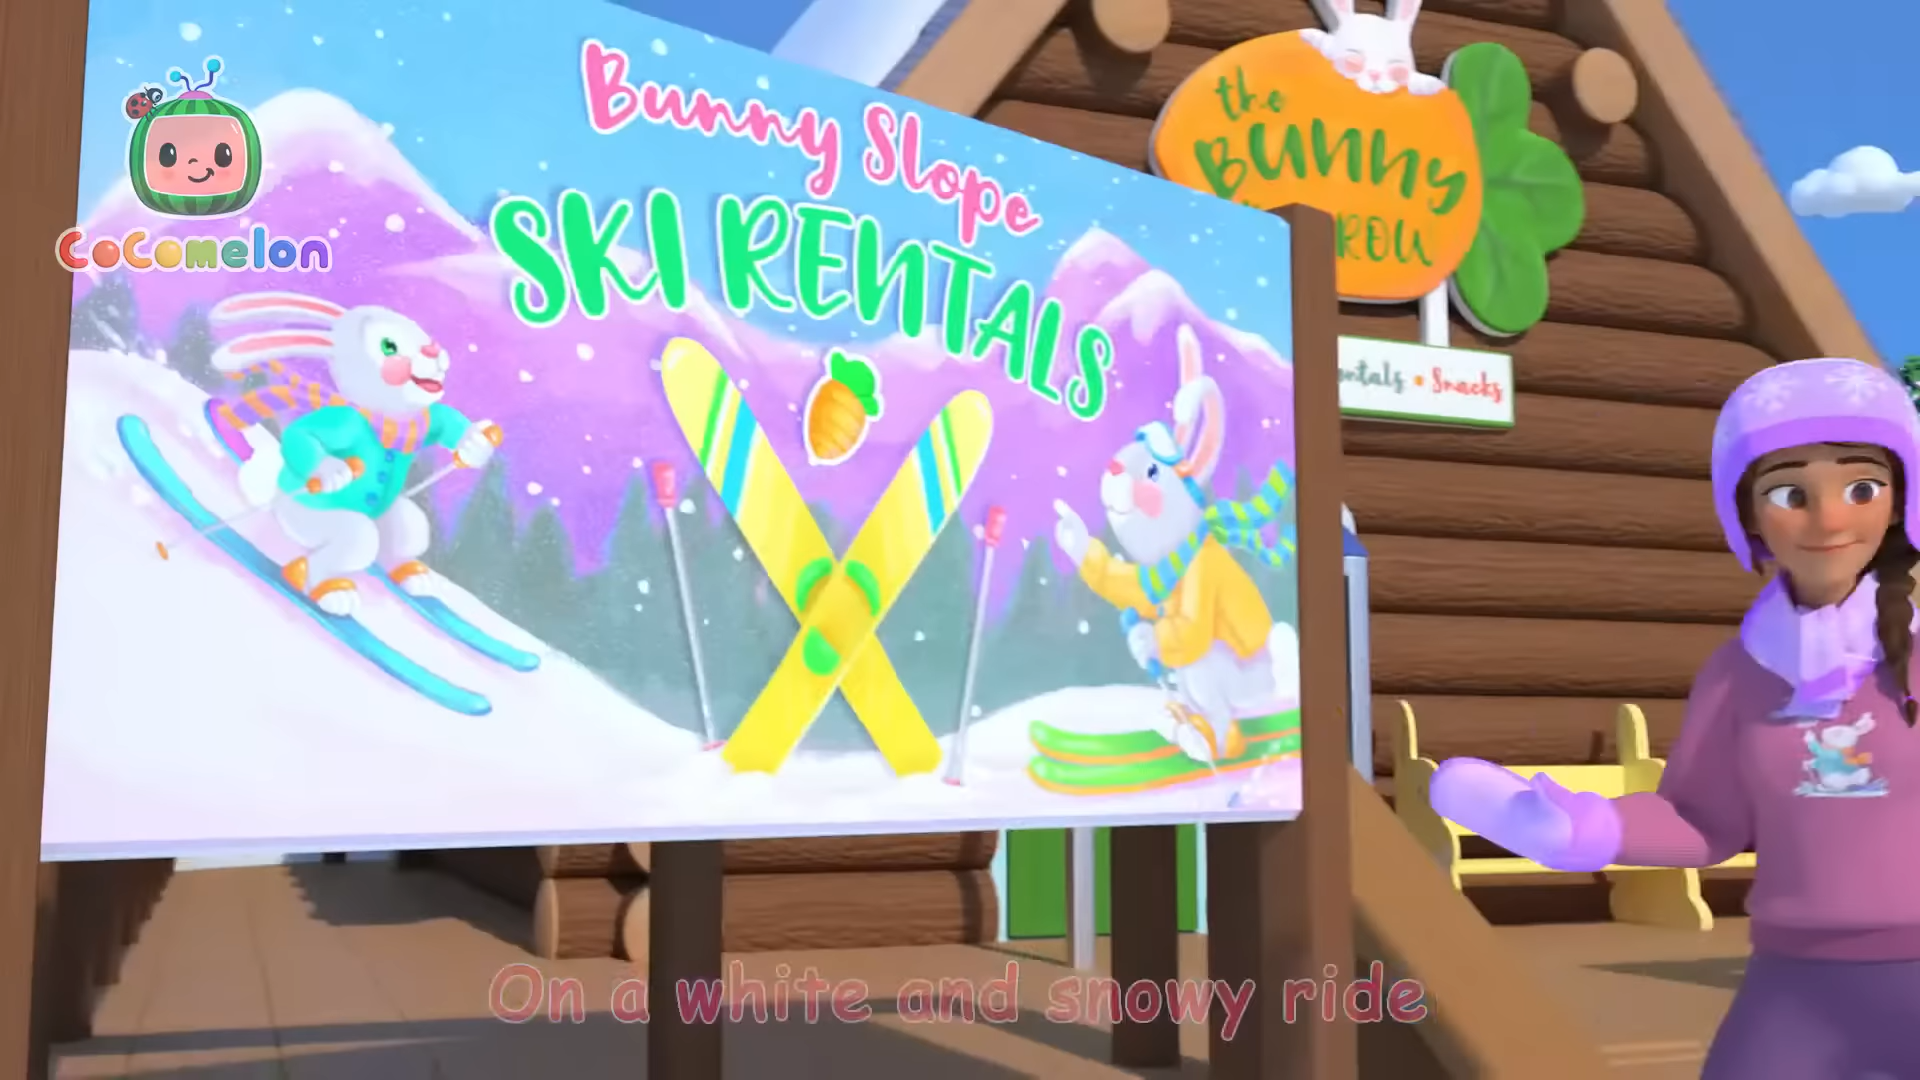 CoComelon
Bunny Slope
SKI RENTALS
the
Bunny
Snacks
On a white and snowy ride